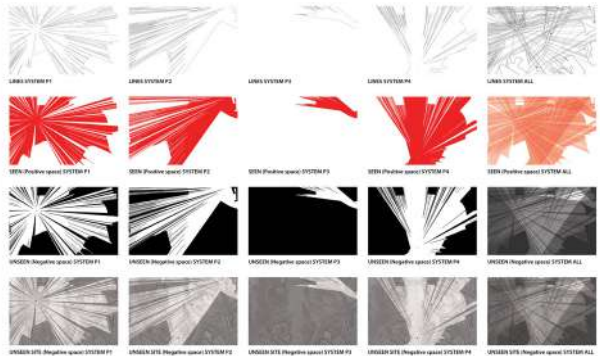 LINES SYSTEM P1
LINES SYSTEM P2
LINES SYSTEM P3
LINES SYSTEM P4
LINES SYSTEM ALL
SEEN (Positive space) SYSTEM P1
SEEN (Positive space) SYSTEM P2
SEEN (Positive space) SYSTEM P3
SEEN (Positive space) SYSTEM P4
SEEN (Positive space) SYSTEM ALL
UNSEEN (Negative space) SYSTEM P1
UNSEEN (Negative space) SYSTEM P2
UNSEEN (Negative space) SYSTEM P3
UNSEEN (Negative space) SYSTEM P4
UNSEEN (Negative space) SYSTEM ALL
UNSEEN SITE (Negative space) SYSTEM P1
UNSEEN SITE (Negative space) SYSTEM P2
UNSEEN SITE (Negative space) SYSTEM P3
UNSEEN SITE (Negative space) SYSTEM P4
UNSEEN SITE (Negative space) SYSTEM ALL